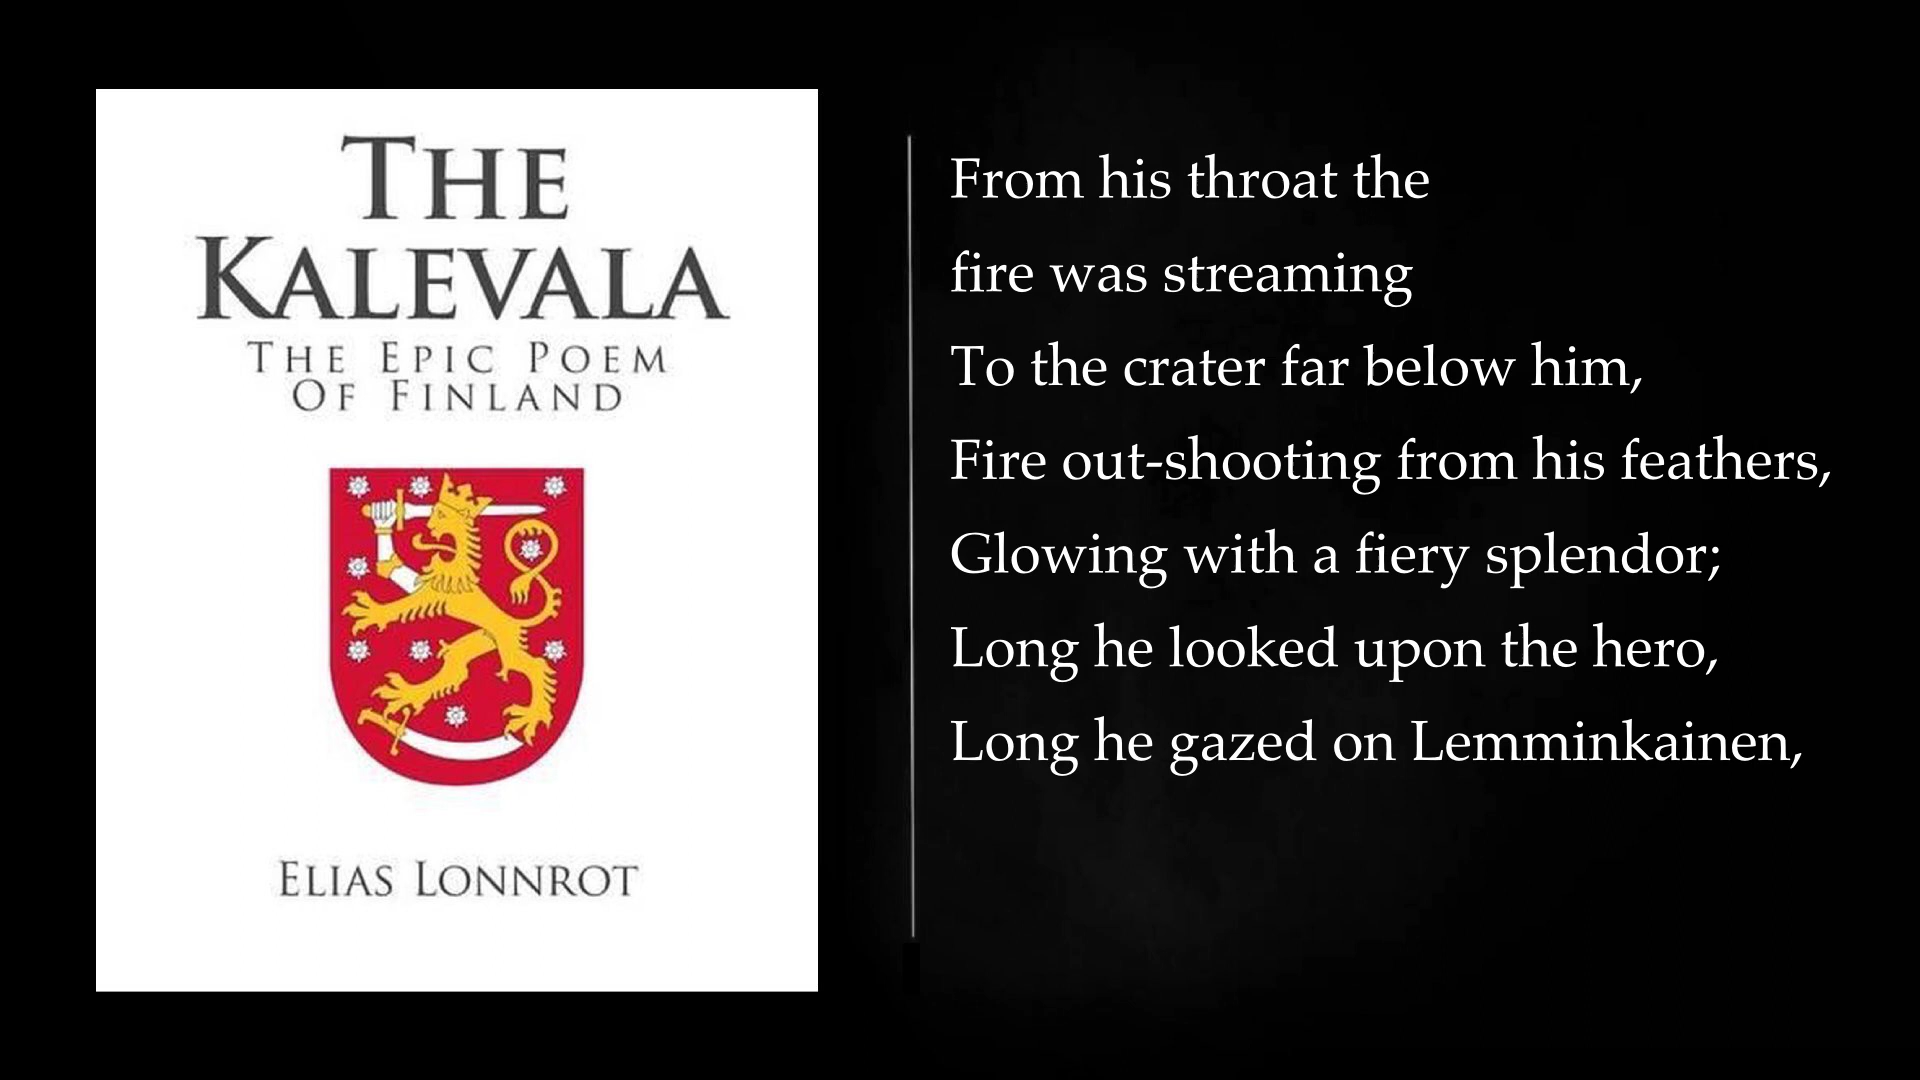 THE
KALEVALA
THE EPIC POEM
OF FINLAND
ELIAS LONNROT
From his throat the
fire was streaming
To the crater far below him,
Fire out-shooting from his feathers,
Glowing with a fiery splendor;
Long he looked upon the hero,
Long he gazed on Lemminkainen,